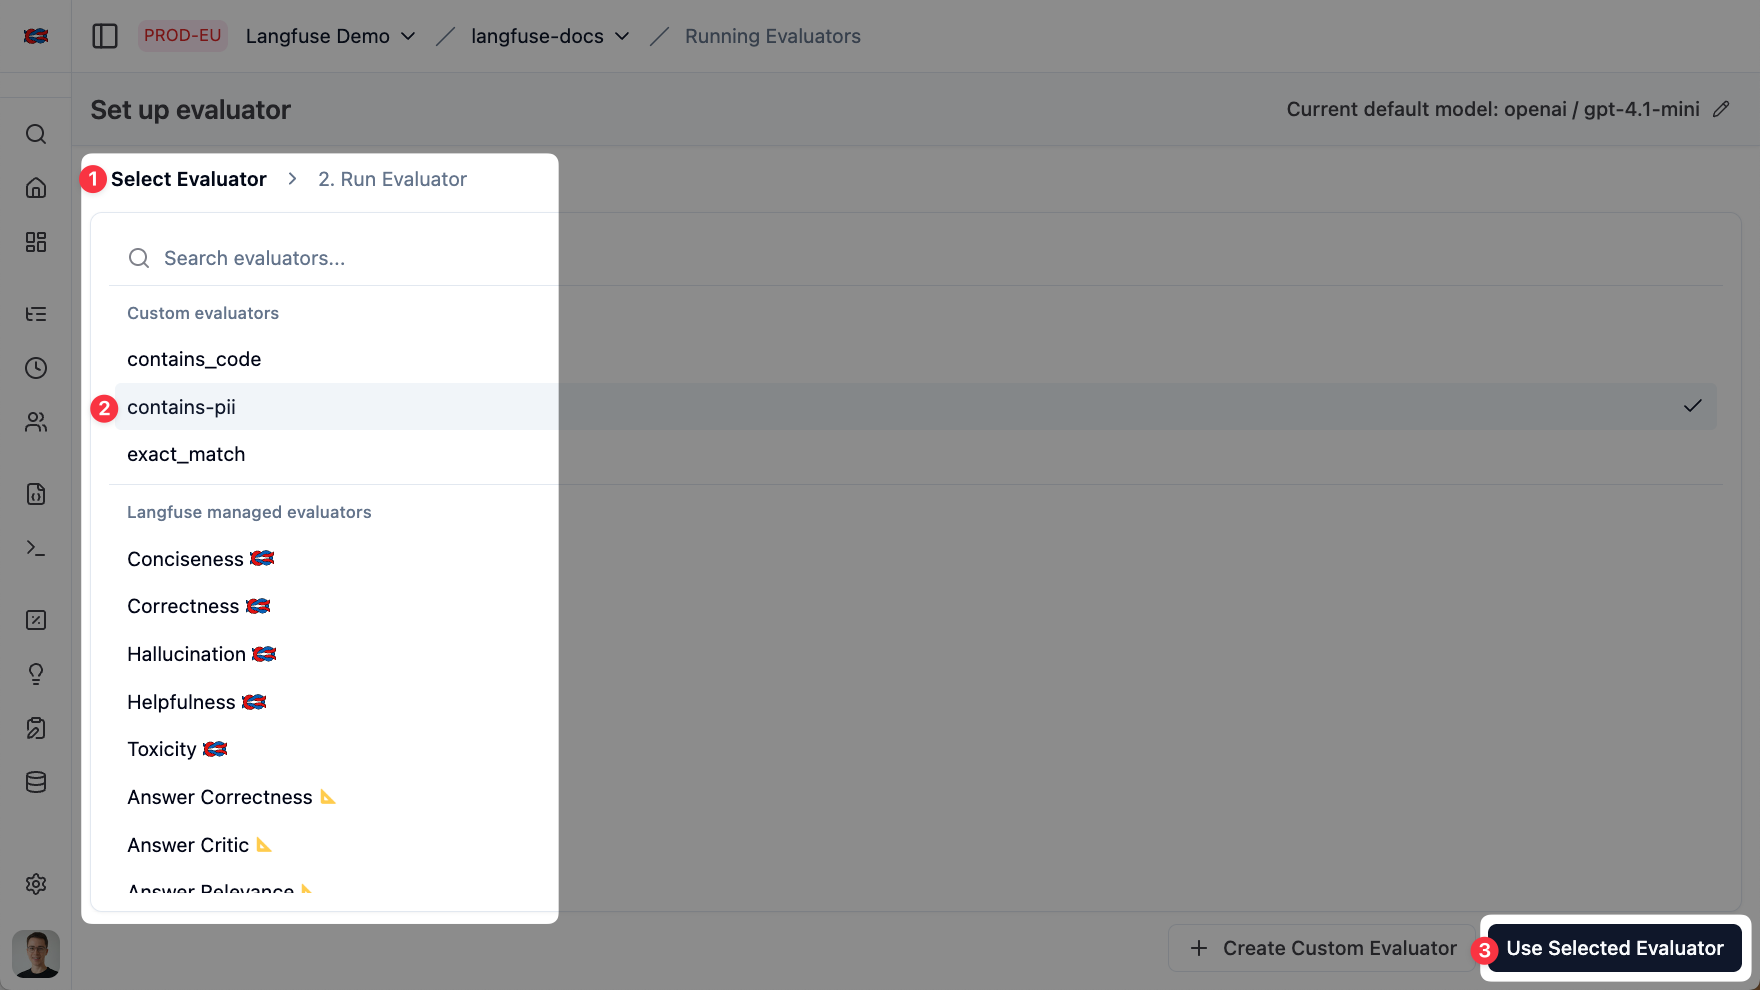 PROD-EU Langfuse Demo langfuse-docs Running Evaluators
Set up evaluator
Current default model: openai / gpt-4.1-mini
1 Select Evaluator 2. Run Evaluator
Search evaluators...
Custom evaluators
contains_code
2 contains-pii
exact_match
Langfuse managed evaluators
Conciseness
Correctness
Hallucination
Helpfulness
Toxicity
Answer Correctness
Answer Critic
Answer Relevance
Create Custom Evaluator
3 Use Selected Evaluator